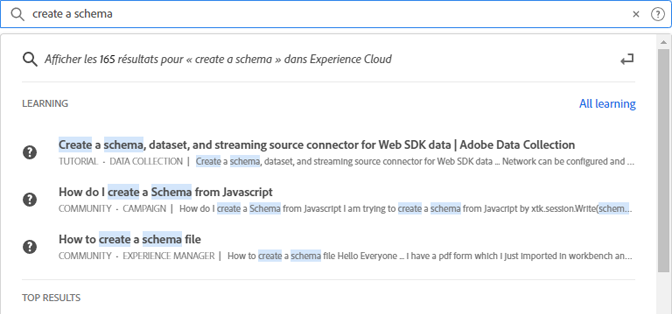 create a schema
Afficher les 165 résultats pour « create a schema » dans Experience Cloud
LEARNING
All learning
Create a schema, dataset, and streaming source connector for Web SDK data | Adobe Data Collection
TUTORIAL - DATA COLLECTION | Create a schema, dataset, and streaming source connector for Web SDK data ... Network can be configured and ...
How do I create a Schema from Javascript
COMMUNITY - CAMPAIGN | How do I create a Schema from Javascript I am trying to create a schema from Javacript by xtk.session.Write(schem...
How to create a schema file
COMMUNITY - EXPERIENCE MANAGER | How to create a schema file Hello Everyone ... I have a pdf form which i just imported in workbench an...
TOP RESULTS